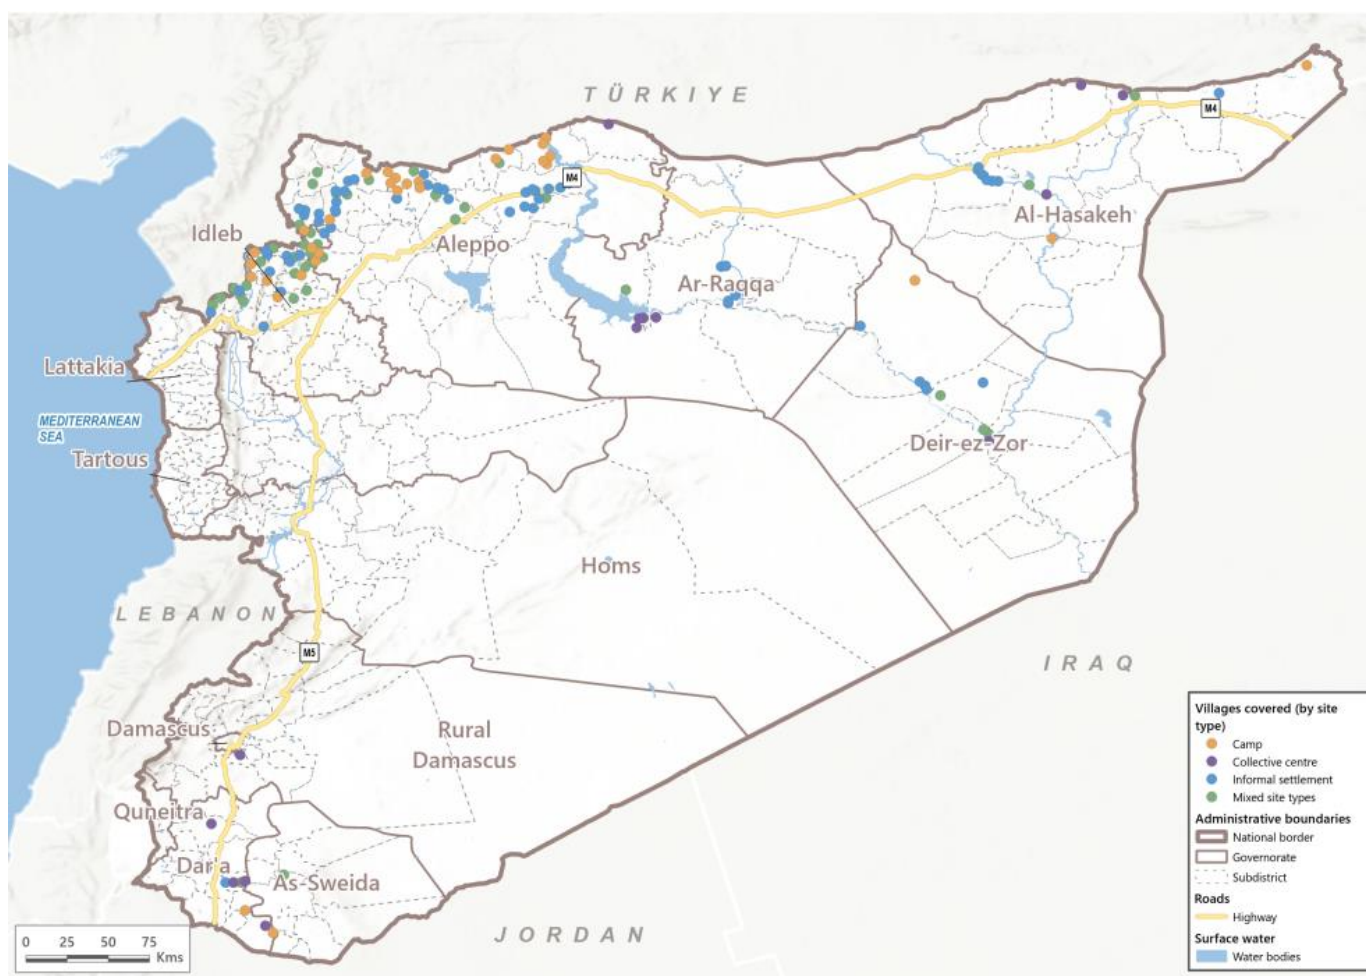 TÜRKIYE
M4
M4
Idleb
Aleppo
Al-Hasakeh
Ar-Raqqa
Lattakia
MEDITERRANEAN
SEA
Tartous
Deir-ez-Zor
Homs
LEBANON
M5
IRAQ
Damascus
Rural
Damascus
Quneitra
Dar'a
As-Sweida
JORDAN
0 25 50 75
Kms
Villages covered (by site
type)
Camp
Collective centre
Informal settlement
Mixed site types
Administrative boundaries
National border
Governorate
Subdistrict
Roads
Highway
Surface water
Water bodies